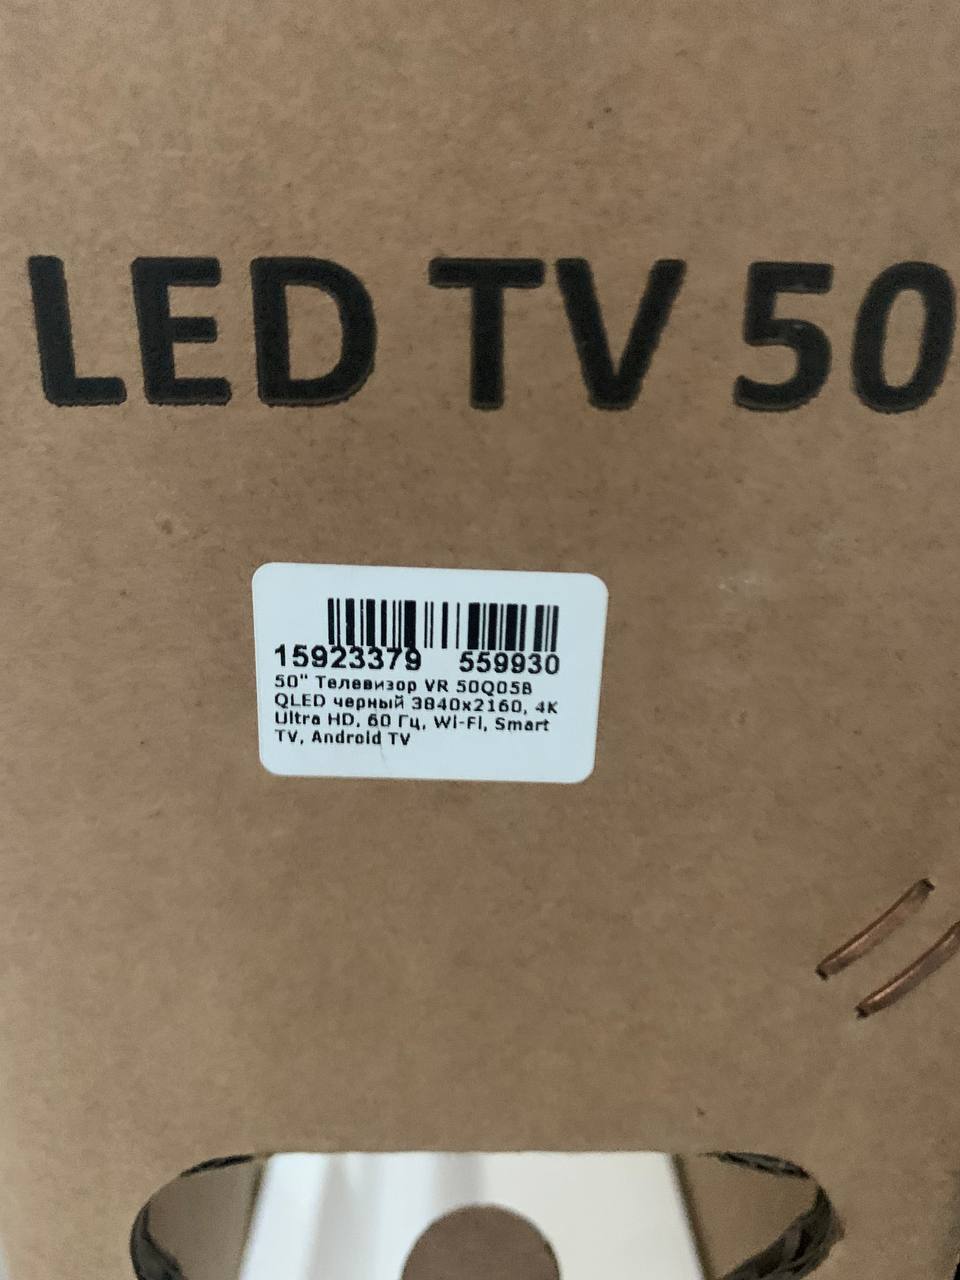 LED TV 50
15923379 559930
50" Телевизор VR 50Q05B
QLED черный 3840x2160, 4K
Ultra HD, 60 Гц, Wi-Fi, Smart
TV, Android TV